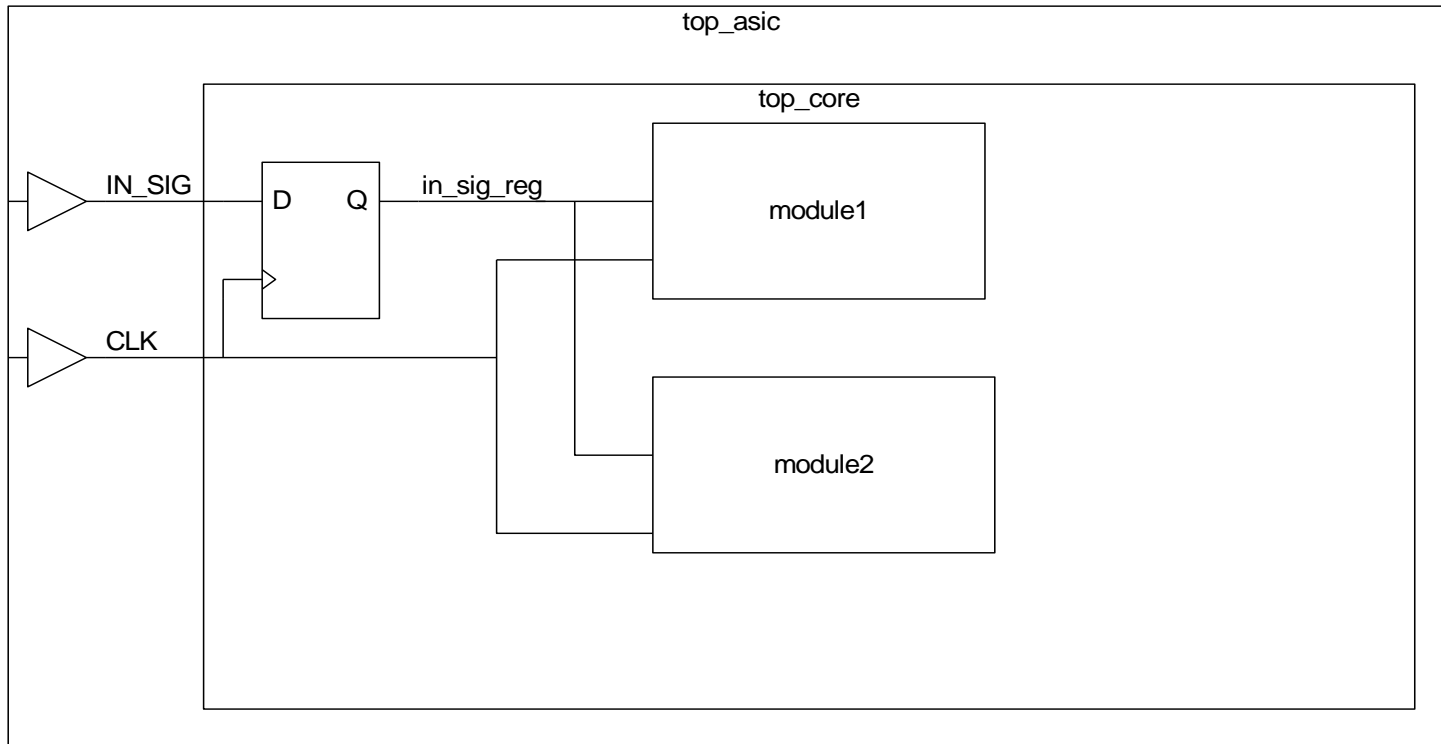 top_asic
top_core
IN_SIG
D Q
in_sig_reg
module1
CLK
module2